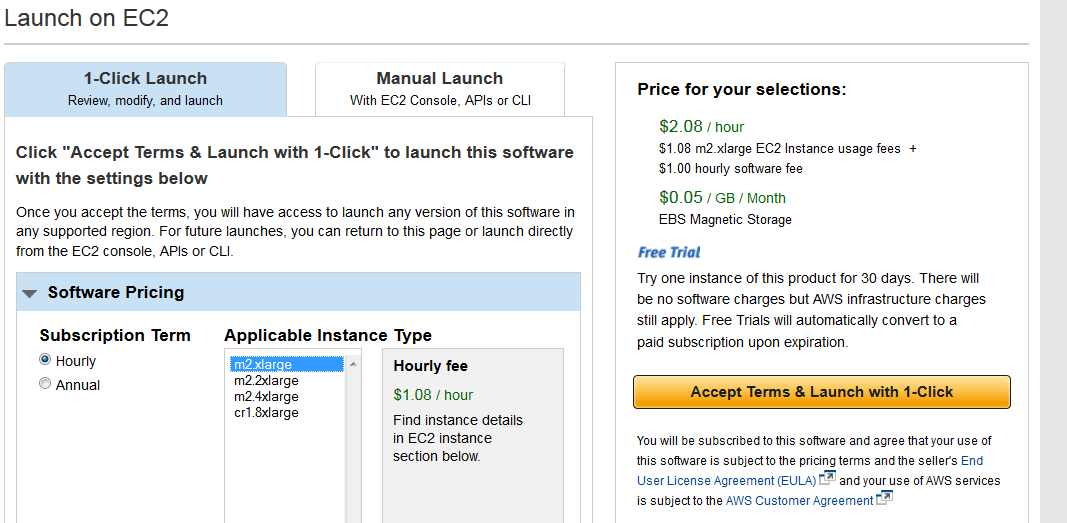 Launch on EC2
1-Click Launch
Review, modify, and launch
Manual Launch
With EC2 Console, APIs or CLI
Click "Accept Terms & Launch with 1-Click" to launch this software
with the settings below
Once you accept the terms, you will have access to launch any version of this software in
any supported region. For future launches, you can return to this page or launch directly
from the EC2 console, APIs or CLI.
Software Pricing
Subscription Term
Hourly
Annual
Applicable Instance Type
m2.xlarge
m2.2xlarge
m2.4xlarge
cr1.8xlarge
Hourly fee
$1.08 / hour
Find instance details
in EC2 instance
section below.
Price for your selections:
$2.08 / hour
$1.08 m2.xlarge EC2 Instance usage fees +
$1.00 hourly software fee
$0.05 / GB / Month
EBS Magnetic Storage
Free Trial
Try one instance of this product for 30 days. There will
be no software charges but AWS infrastructure charges
still apply. Free Trials will automatically convert to a
paid subscription upon expiration.
Accept Terms & Launch with 1-Click
You will be subscribed to this software and agree that your use of
this software is subject to the pricing terms and the seller's End
User License Agreement (EULA) and your use of AWS services
is subject to the AWS Customer Agreement